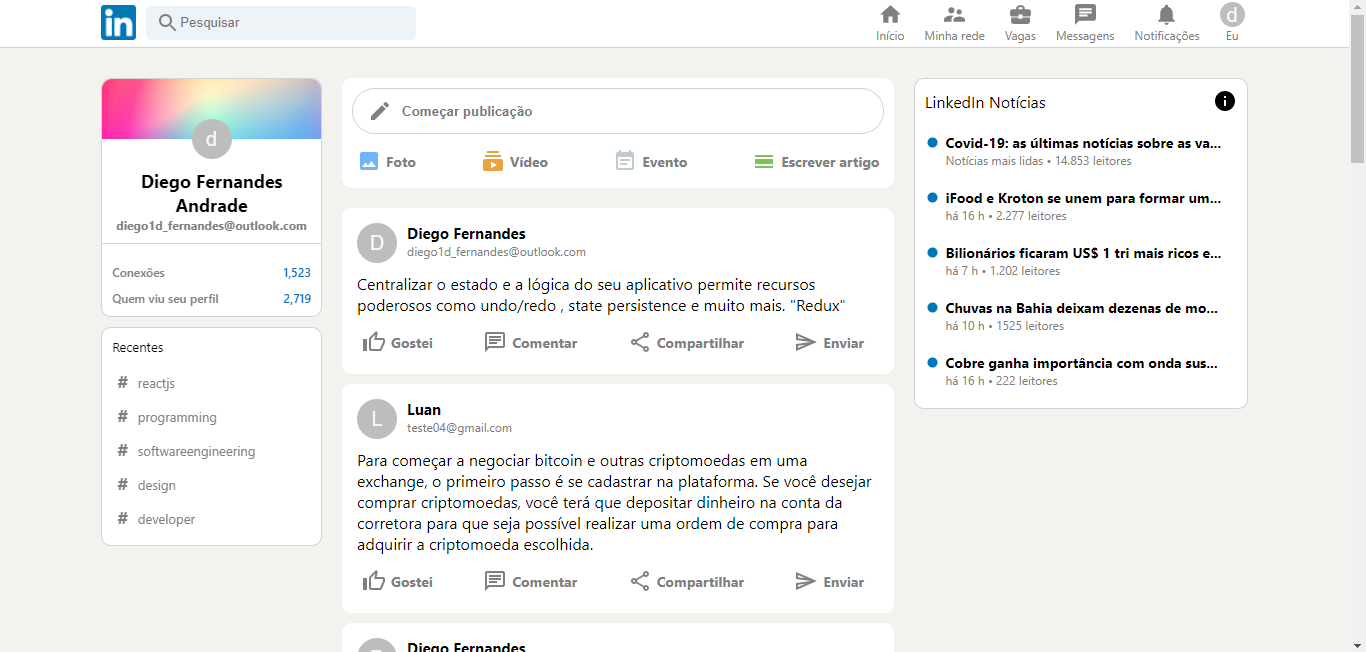 in
Pesquisar
Início
Minha rede
Vagas
Mensagens
Notificações
d
Eu
d
Diego Fernandes
Andrade
diego1d_fernandes@outlook.com
Conexões 1,523
Quem viu seu perfil 2,719
Recentes
# reactjs
# programming
# softwareengineering
# design
# developer
Começar publicação
Foto Vídeo Evento Escrever artigo
D
Diego Fernandes
diego1d_fernandes@outlook.com
Centralizar o estado e a lógica do seu aplicativo permite recursos
poderosos como undo/redo , state persistence e muito mais. "Redux"
Gostei Comentar Compartilhar Enviar
L
Luan
teste04@gmail.com
Para começar a negociar bitcoin e outras criptomoedas em uma
exchange, o primeiro passo é se cadastrar na plataforma. Se você desejar
comprar criptomoedas, você terá que depositar dinheiro na conta da
corretora para que seja possível realizar uma ordem de compra para
adquirir a criptomoeda escolhida.
Gostei Comentar Compartilhar Enviar
D
Diego Fernandes
LinkedIn Notícias
Covid-19: as últimas notícias sobre as va...
Notícias mais lidas • 14.853 leitores
iFood e Kroton se unem para formar um...
há 16 h • 2.277 leitores
Bilionários ficaram US$ 1 tri mais ricos e...
há 7 h • 1.202 leitores
Chuvas na Bahia deixam dezenas de mo...
há 10 h • 1525 leitores
Cobre ganha importância com onda sus...
há 16 h • 222 leitores